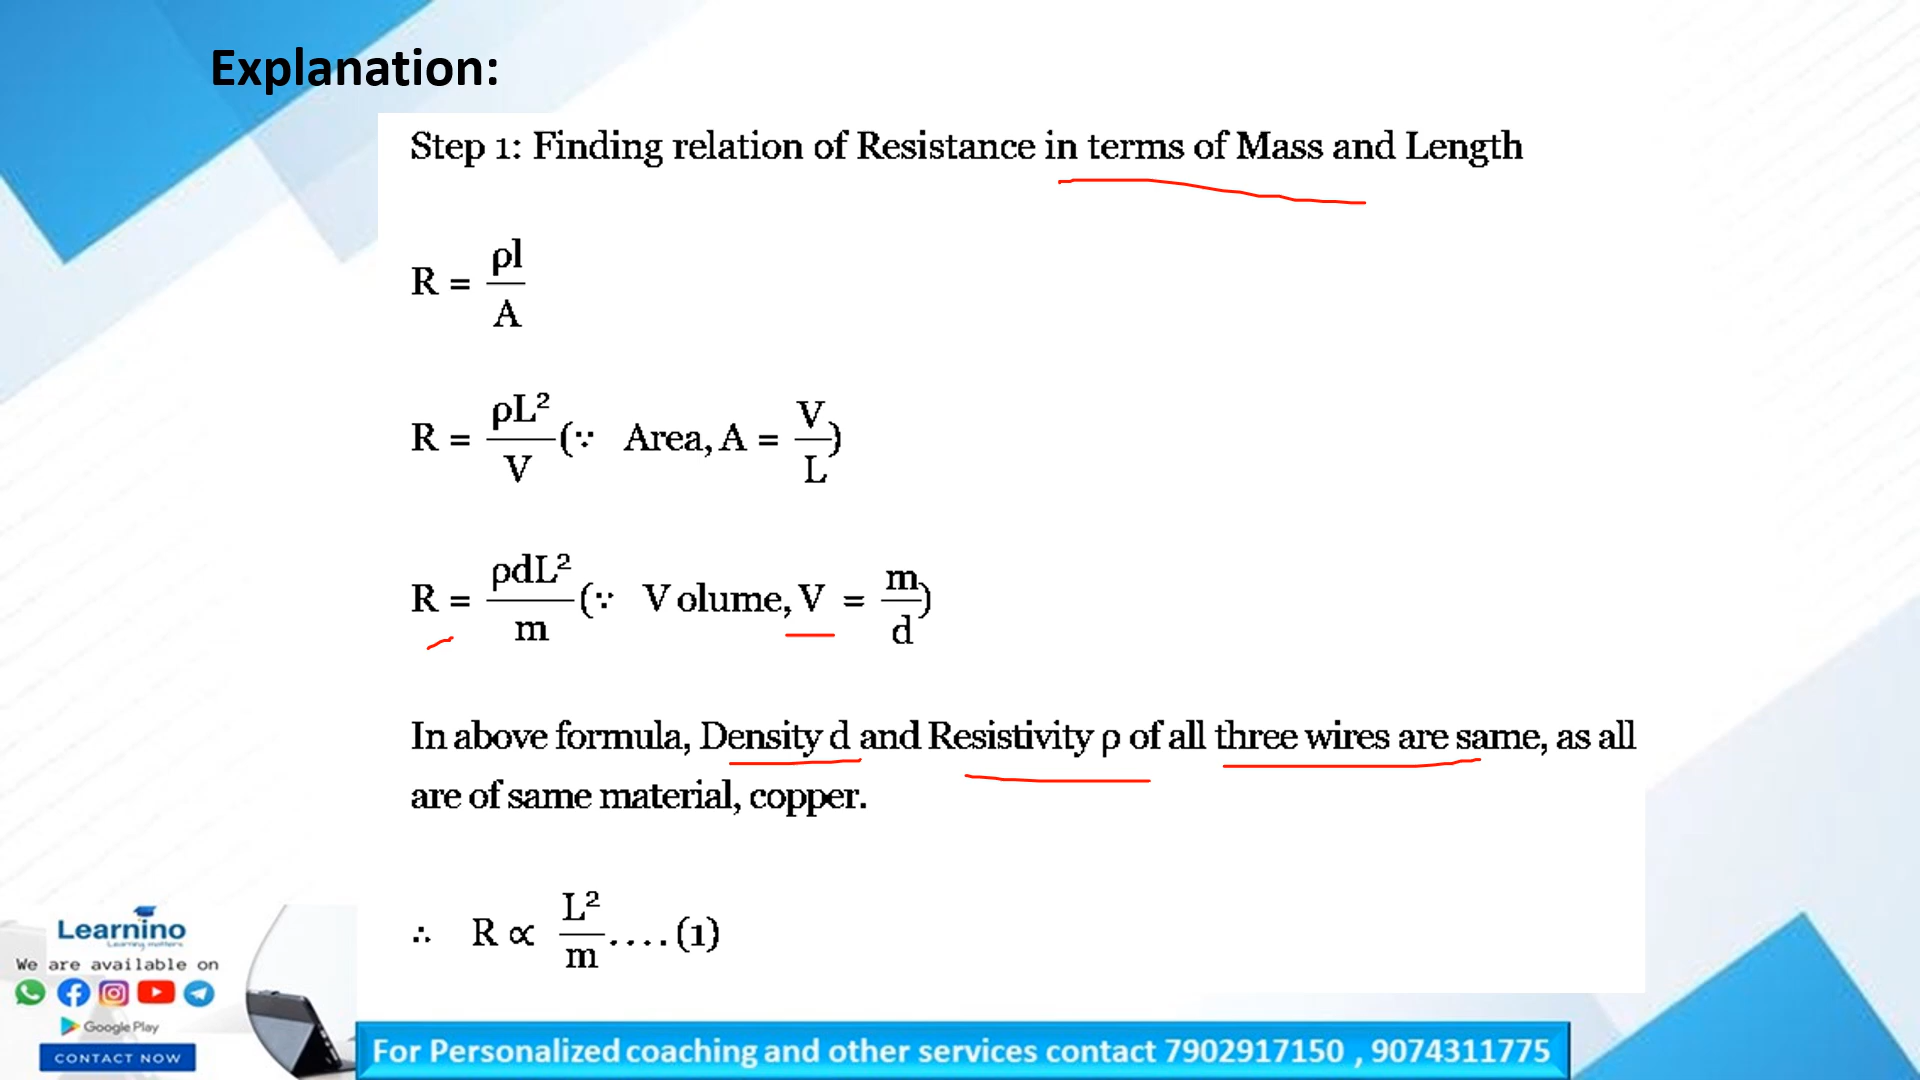 Explanation:
Step 1: Finding relation of Resistance in terms of Mass and Length
R = ρl / A
R = ρL² / V (∵ Area, A = V / L)
R = ρdL² / m (∵ Volume, V = m / d)
In above formula, Density d and Resistivity ρ of all three wires are same, as all
are of same material, copper.
∴ R ∝ L² / m ....(1)
Learnino
Learning matters
We are available on
Google Play
CONTACT NOW
For Personalized coaching and other services contact 7902917150 , 9074311775